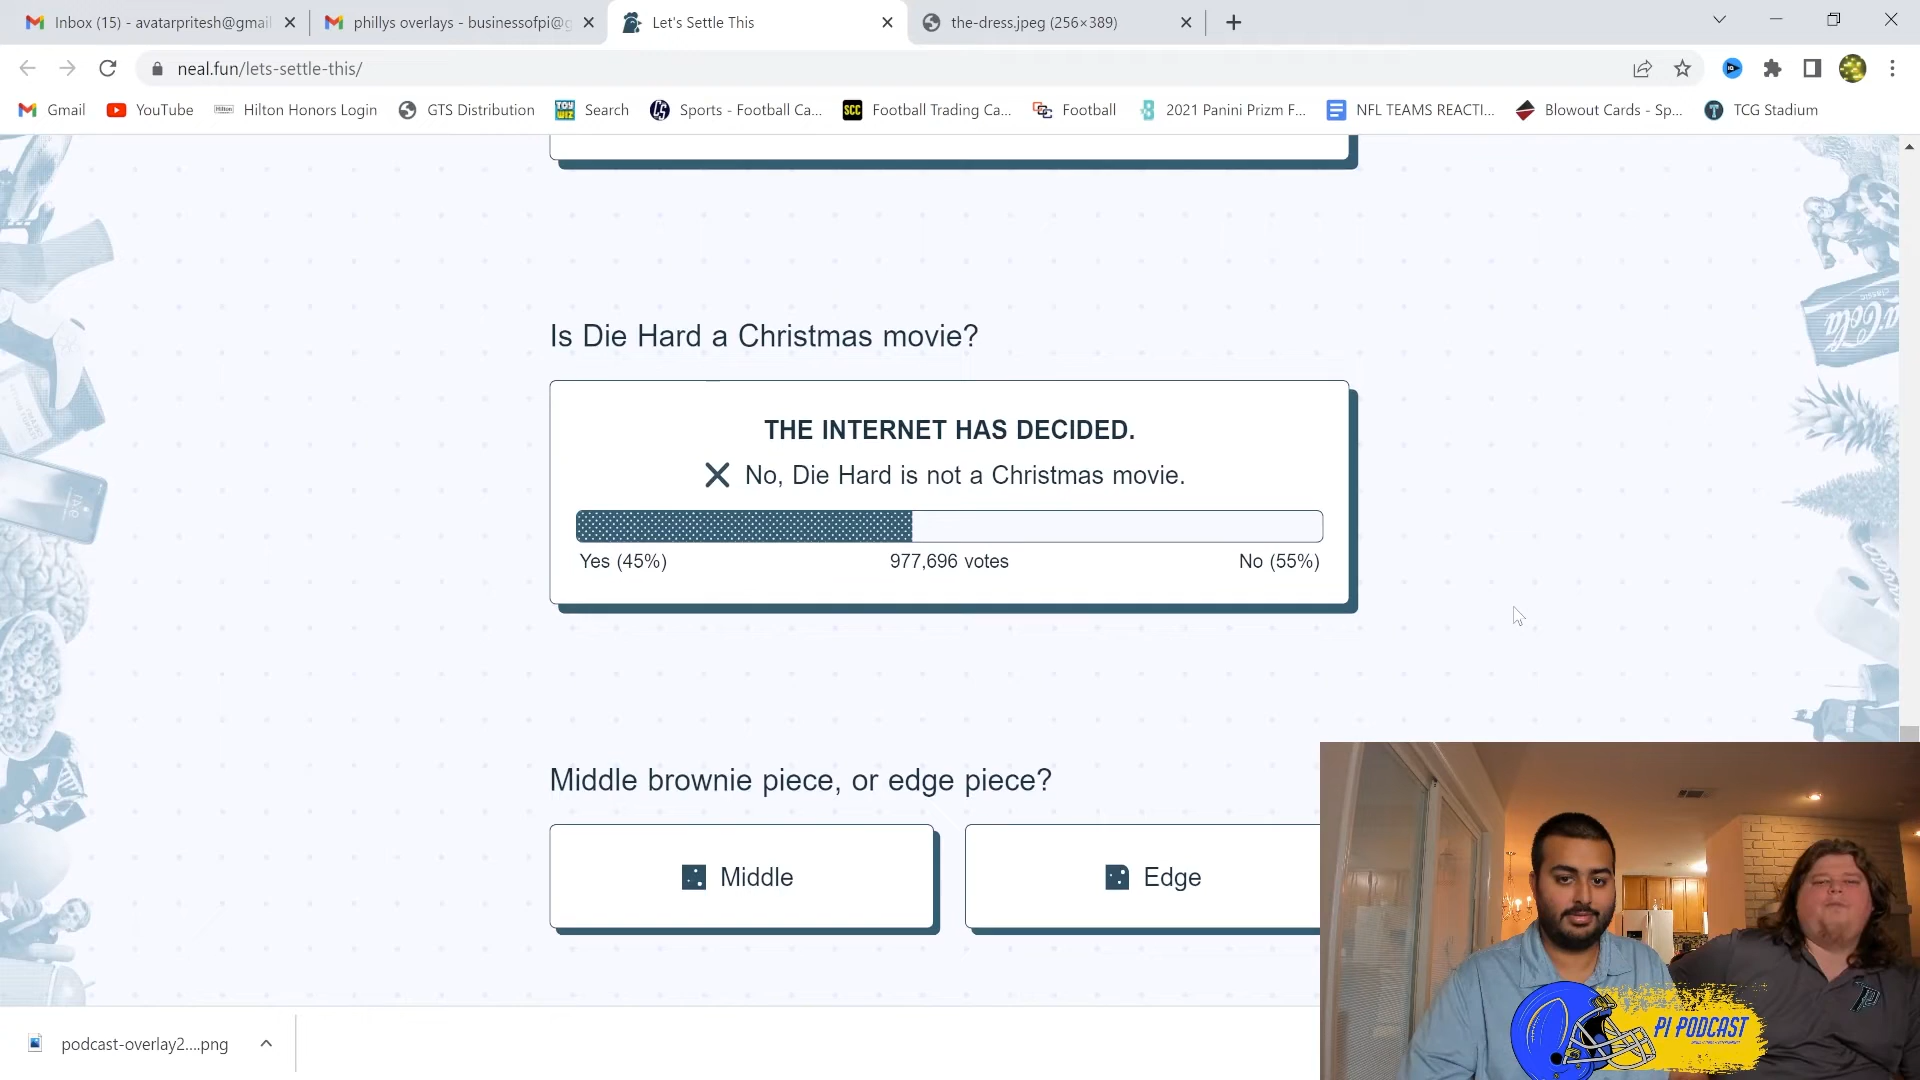 Inbox (15) - avatarpritesh@gmail
phillys overlays - businessofpi@g
Let's Settle This
the-dress.jpeg (256×389)
neal.fun/lets-settle-this/
Gmail
YouTube
Hilton Honors Login
GTS Distribution
Search
Sports - Football Ca...
SCC
Football Trading Ca...
Football
2021 Panini Prizm F...
NFL TEAMS REACTI...
Blowout Cards - Sp...
TCG Stadium
Is Die Hard a Christmas movie?
THE INTERNET HAS DECIDED.
No, Die Hard is not a Christmas movie.
Yes (45%)
977,696 votes
No (55%)
Middle brownie piece, or edge piece?
Middle
Edge
podcast-overlay2....png
PI PODCAST